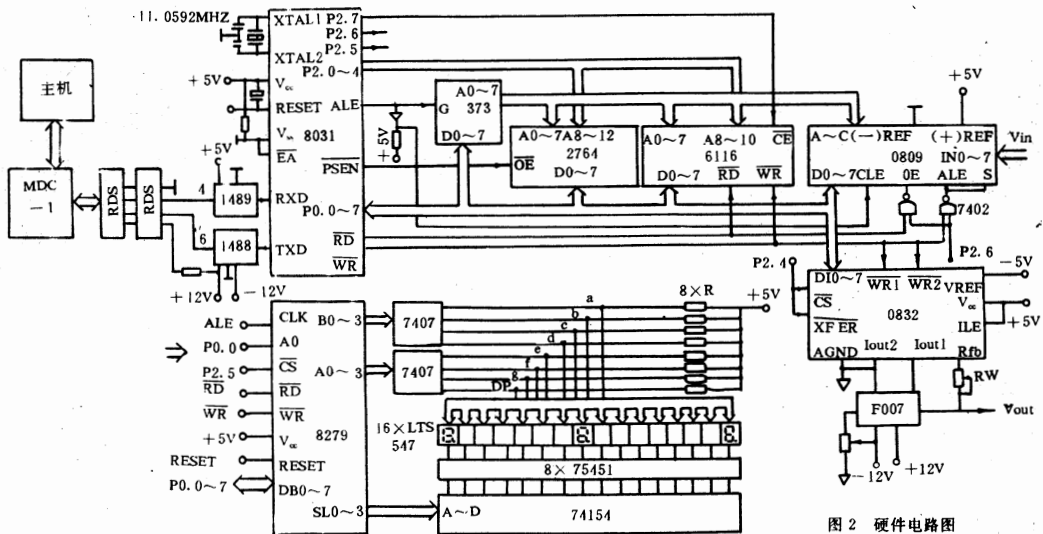 11.0592MHZ
XTAL1
XTAL2
+5V
Vcc
RESET
Vss
8031
EA
RXD
TXD
P2.7
P2.6
P2.5
P2.0~4
ALE
PSEN
P0.0~7
RD
WR
主机
MDC
-1
RDS
RDS
+5V
4
1489
6
1488
+12V
-12V
+5V
A0~7
G 373
D0~7
A0~7A8~12
2764
OE
D0~7
A0~7 A8~10
CE
6116
D0~7 RD WR
+5V
A~C(-)REF (+)REF
0809 IN0~7
D0~7CLE OE ALE S
Vin
7402
P2.4
P2.6
-5V
DI0~7 WR1 WR2
VREF
CS
Vcc
XFER 0832 ILE
+5V
Iout2 Iout1
AGND Rfb
RW
F007
Vout
-12V +12V
ALE
P0.0
P2.5
RD
WR
+5V
RESET
P0.0~7
CLK
A0
CS
RD
WR
Vcc
RESET
DB0~7
B0~3
A0~3
8279
SL0~3
7407
7407
a
b
c
d
e
f
g
DP
8×R
+5V
16×LTS
547
8× 75451
A~D 74154
图 2 硬件电路图